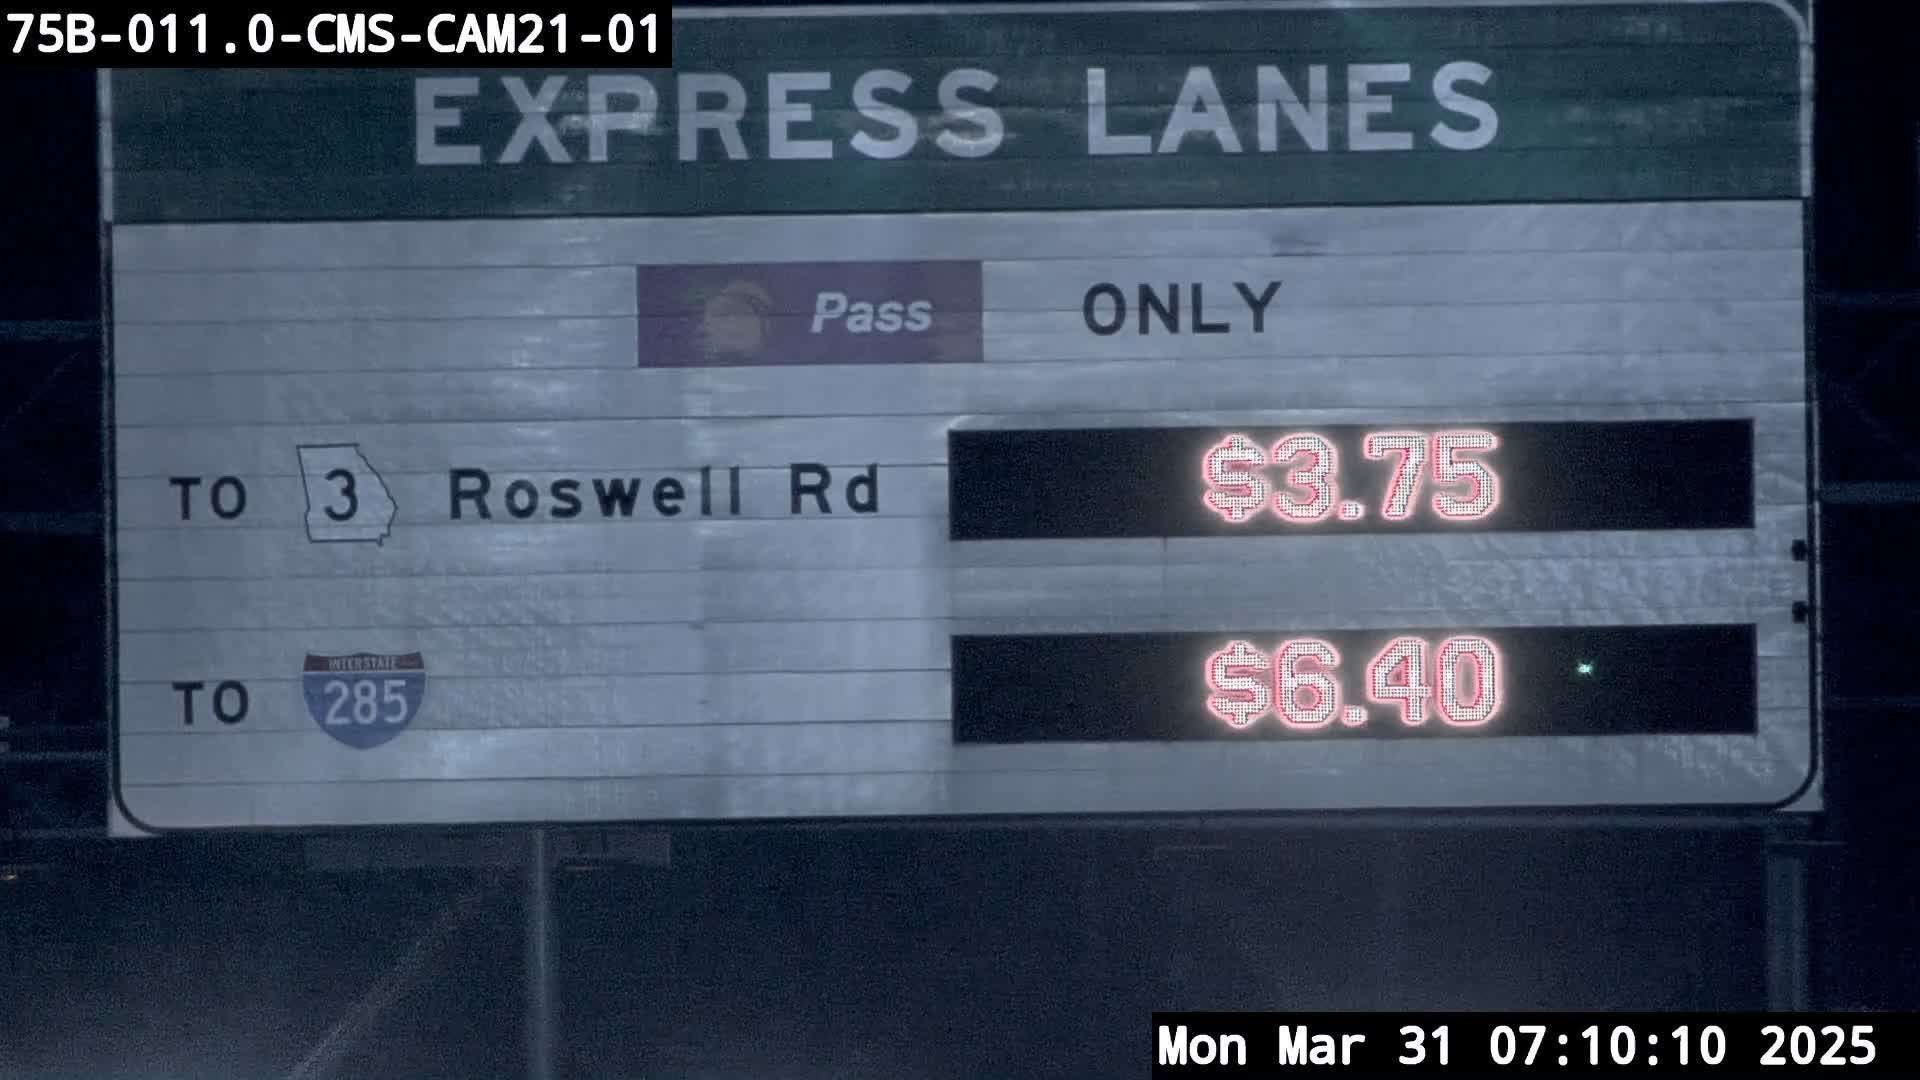 75B-011.0-CMS-CAM21-01
EXPRESS LANES
Pass ONLY
TO 3 Roswell Rd $3.75
TO INTERSTATE 285 $6.40
Mon Mar 31 07:10:10 2025